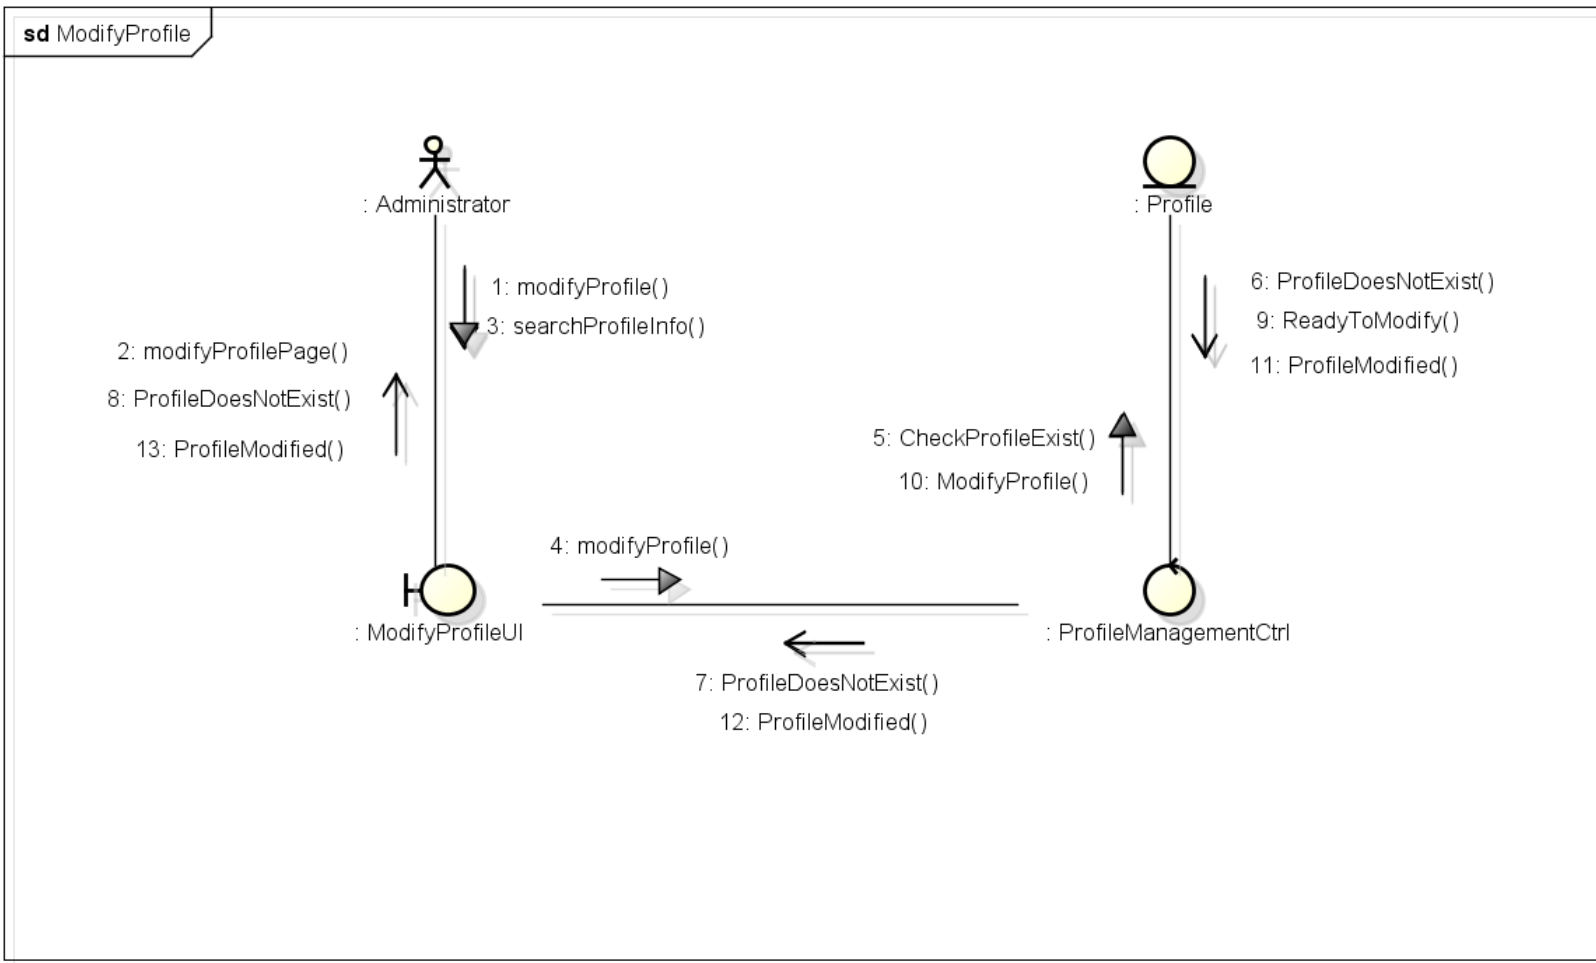 sd ModifyProfile
: Administrator
: Profile
1: modifyProfile()
3: searchProfileInfo()
2: modifyProfilePage()
8: ProfileDoesNotExist()
13: ProfileModified()
6: ProfileDoesNotExist()
9: ReadyToModify()
11: ProfileModified()
5: CheckProfileExist()
10: ModifyProfile()
4: modifyProfile()
: ModifyProfileUI
: ProfileManagementCtrl
7: ProfileDoesNotExist()
12: ProfileModified()